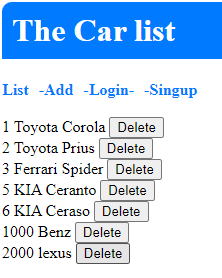 The Car list
List -Add -Login- -Singup
1 Toyota Corola Delete
2 Toyota Prius Delete
3 Ferrari Spider Delete
5 KIA Ceranto Delete
6 KIA Ceraso Delete
1000 Benz Delete
2000 lexus Delete